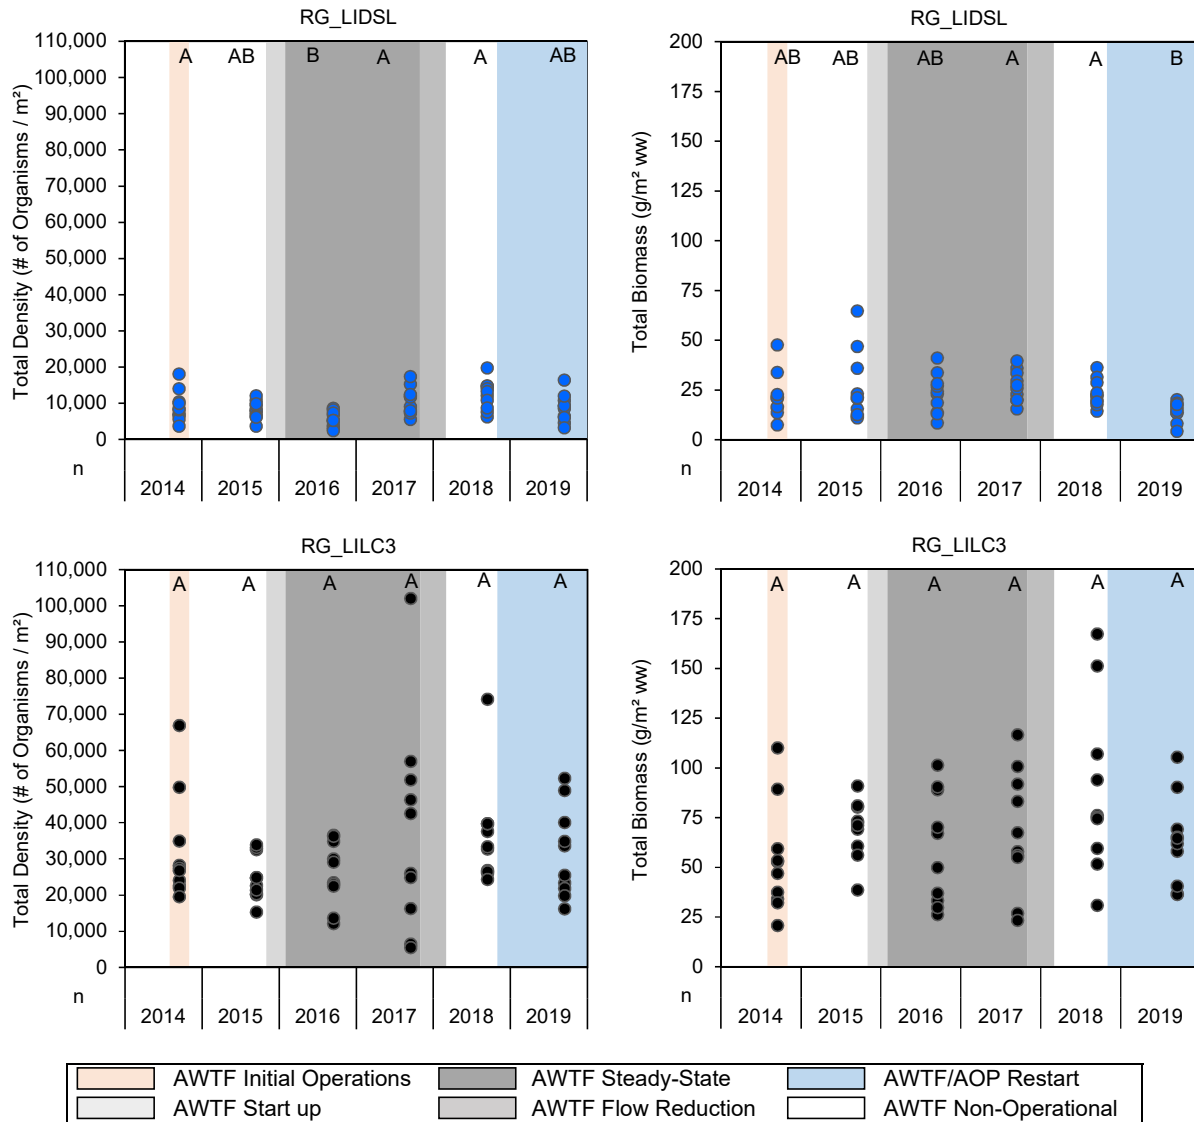 RG_LIDSL
Total Density (# of Organisms / m²)
110,000
100,000
90,000
80,000
70,000
60,000
50,000
40,000
30,000
20,000
10,000
0
A AB B A A AB
n
2014 2015 2016 2017 2018 2019
RG_LIDSL
Total Biomass (g/m² ww)
200
175
150
125
100
75
50
25
0
AB AB AB A A B
n
2014 2015 2016 2017 2018 2019
RG_LILC3
Total Density (# of Organisms / m²)
110,000
100,000
90,000
80,000
70,000
60,000
50,000
40,000
30,000
20,000
10,000
0
A A A A A A
n
2014 2015 2016 2017 2018 2019
RG_LILC3
Total Biomass (g/m² ww)
200
175
150
125
100
75
50
25
0
A A A A A A
n
2014 2015 2016 2017 2018 2019
AWTF Initial Operations AWTF Steady-State AWTF/AOP Restart
AWTF Start up AWTF Flow Reduction AWTF Non-Operational